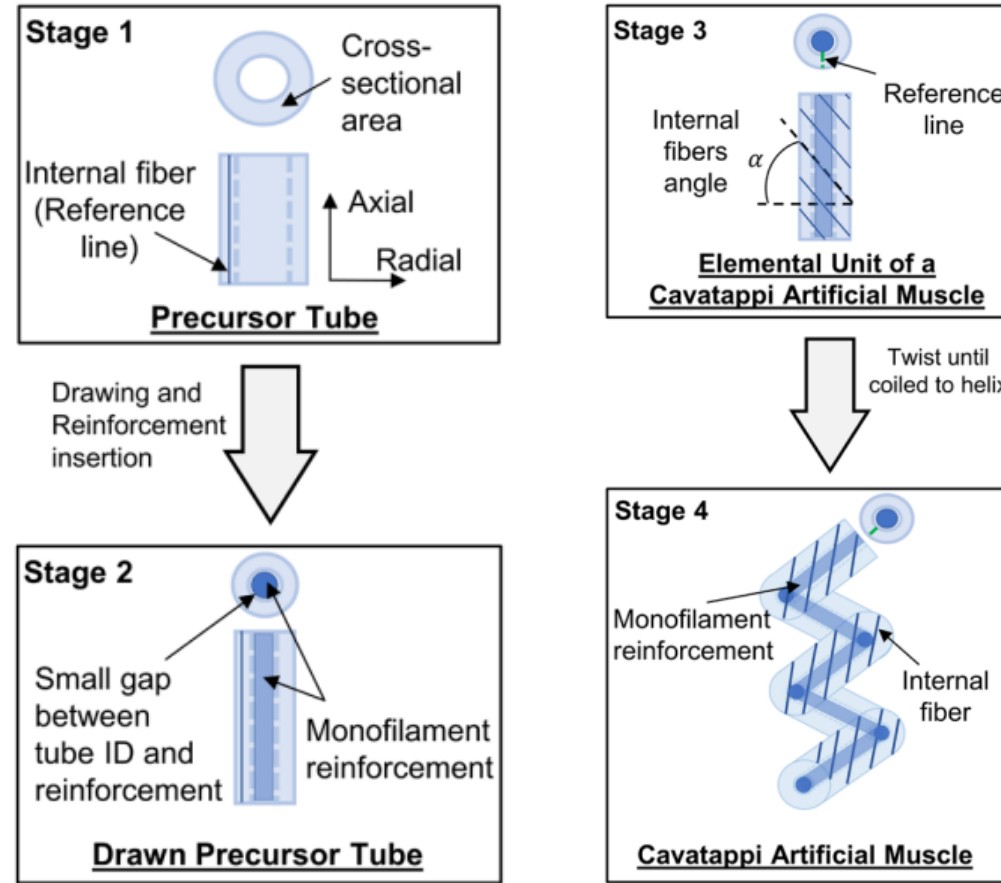 Stage 1
Cross-
sectional
area
Internal fiber
(Reference
line)
Axial
Radial
Precursor Tube
Drawing and
Reinforcement
insertion
Stage 2
Small gap
between
tube ID and
reinforcement
Monofilament
reinforcement
Drawn Precursor Tube
Stage 3
Reference
line
Internal
fibers
angle
α
Elemental Unit of a
Cavatappi Artificial Muscle
Twist until
coiled to helix
Stage 4
Monofilament
reinforcement
Internal
fiber
Cavatappi Artificial Muscle